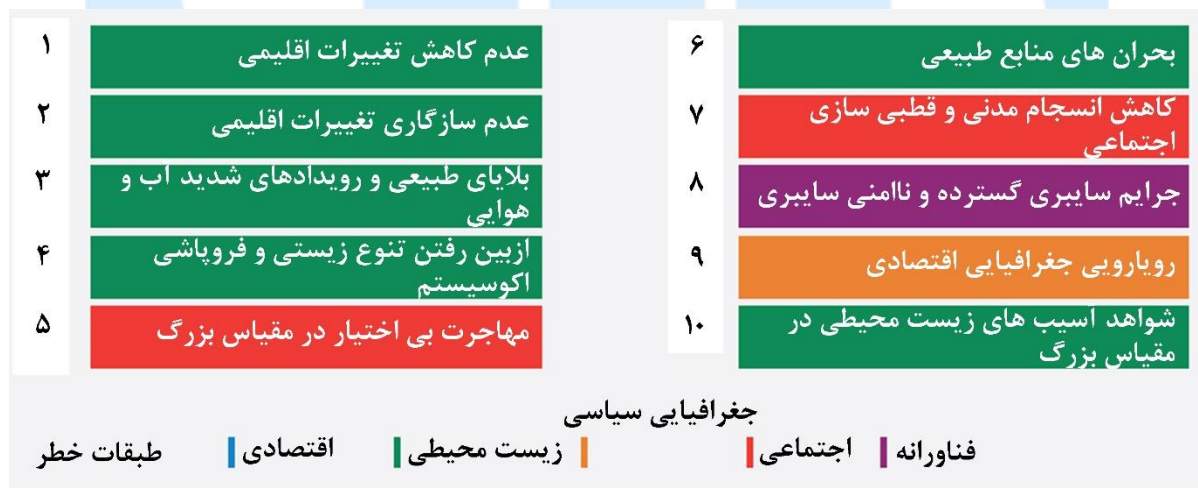 ۱
عدم کاهش تغییرات اقلیمی
۲
عدم سازگاری تغییرات اقلیمی
۳
بلایای طبیعی و رویدادهای شدید آب و
هوایی
۴
ازبین رفتن تنوع زیستی و فروپاشی
اکوسیستم
۵
مهاجرت بی اختیار در مقیاس بزرگ
۶
بحران های منابع طبیعی
۷
کاهش انسجام مدنی و قطبی سازی
اجتماعی
۸
جرایم سایبری گسترده و ناامنی سایبری
۹
رویارویی جغرافیایی اقتصادی
۱۰
شواهد آسیب های زیست محیطی در
مقیاس بزرگ
جغرافیایی سیاسی
طبقات خطر اقتصادی زیست محیطی اجتماعی فناورانه